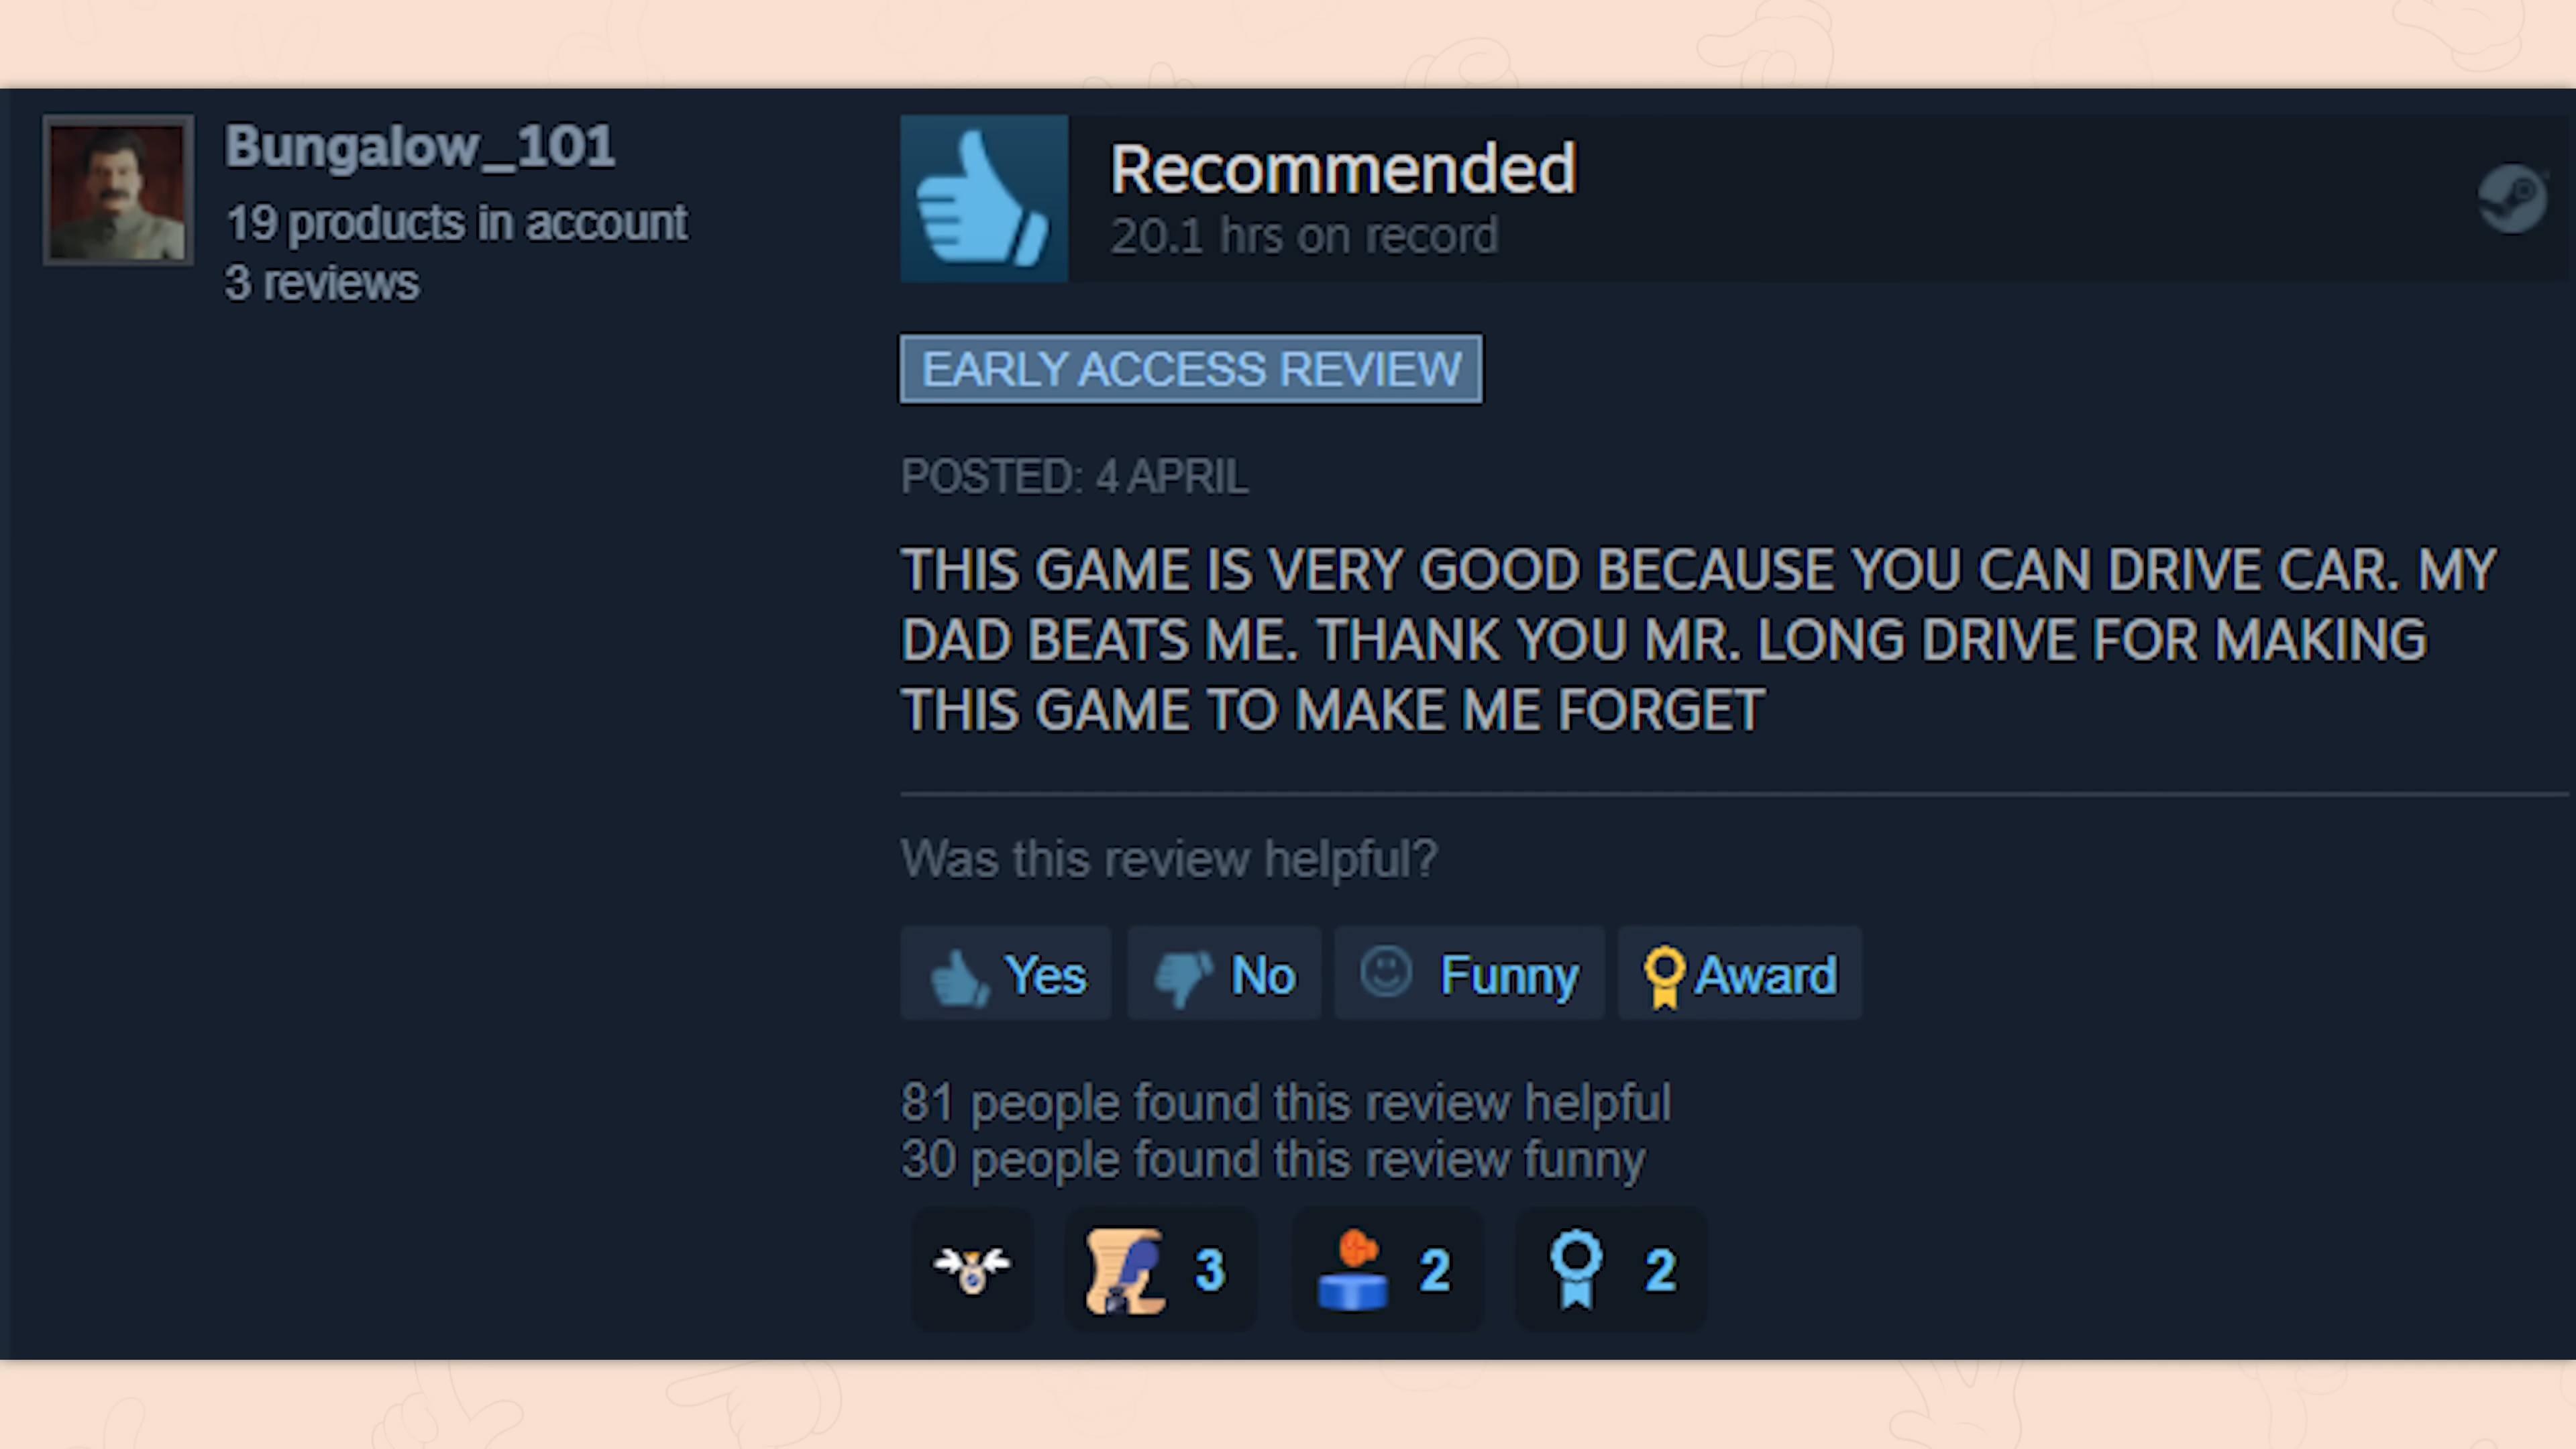 Bungalow_101
19 products in account
3 reviews
Recommended
20.1 hrs on record
EARLY ACCESS REVIEW
POSTED: 4 APRIL
THIS GAME IS VERY GOOD BECAUSE YOU CAN DRIVE CAR. MY
DAD BEATS ME. THANK YOU MR. LONG DRIVE FOR MAKING
THIS GAME TO MAKE ME FORGET
Was this review helpful?
Yes No Funny Award
81 people found this review helpful
30 people found this review funny
3 2 2